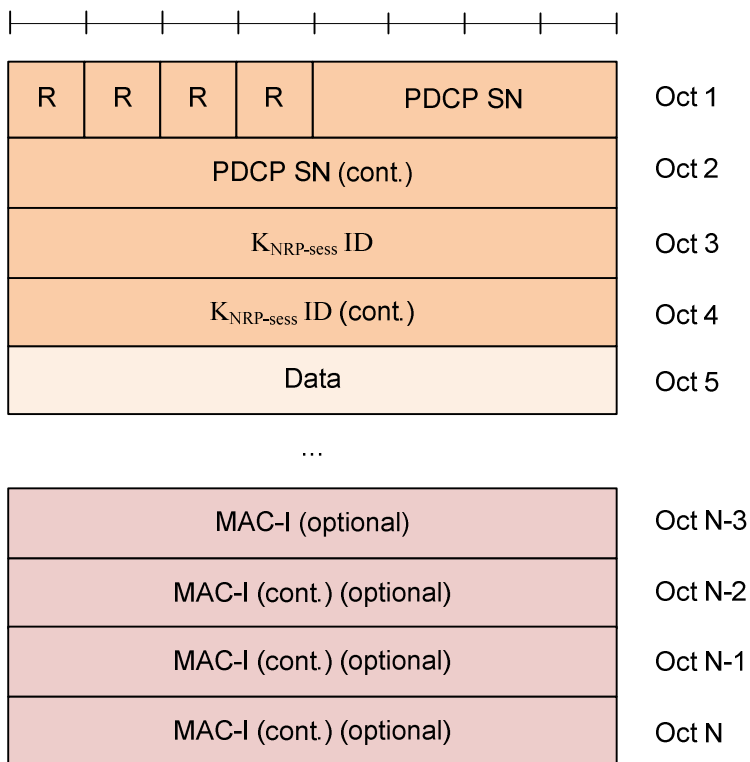 R R R R PDCP SN Oct 1
PDCP SN (cont.) Oct 2
K_NRP-sess ID Oct 3
K_NRP-sess ID (cont.) Oct 4
Data Oct 5
...
MAC-I (optional) Oct N-3
MAC-I (cont.) (optional) Oct N-2
MAC-I (cont.) (optional) Oct N-1
MAC-I (cont.) (optional) Oct N